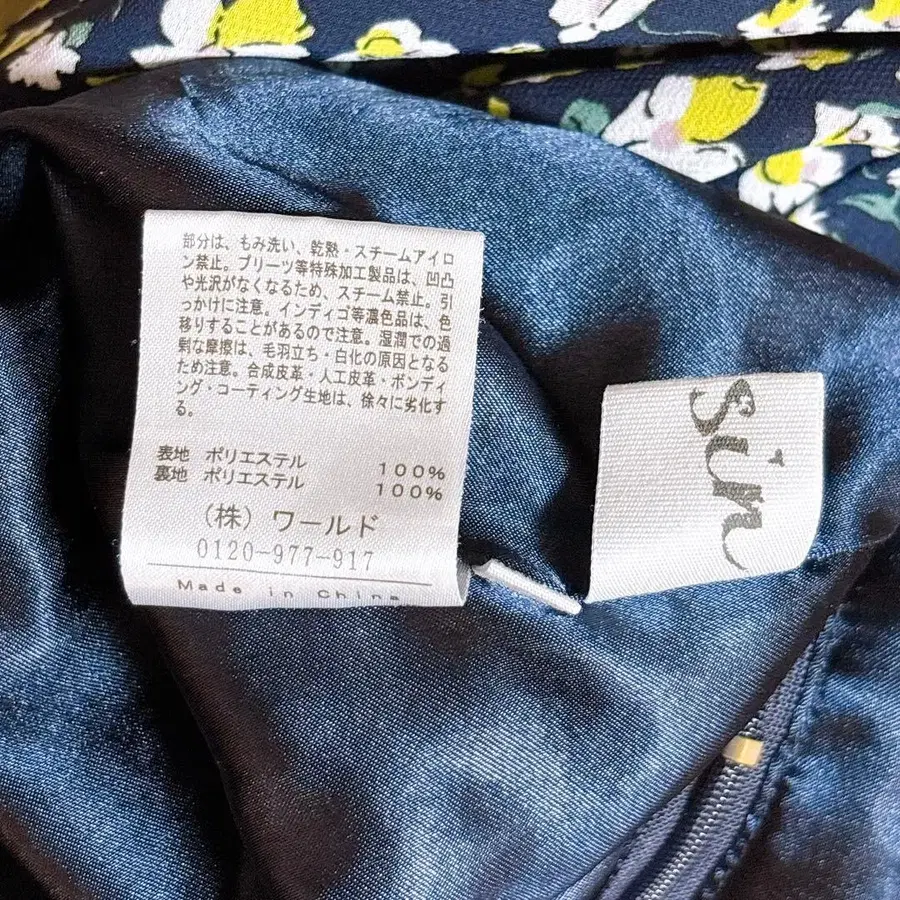 部分は、もみ洗い、乾熱・スチームアイロ
ン禁止。プリーツ等特殊加工製品は、凹凸
や光沢がなくなるため、スチーム禁止。引
っかけに注意。インディゴ等濃色品は、色
移りすることがあるので注意。湿潤での過
剰な摩擦は、毛羽立ち・白化の原因となる
ため注意。合成皮革・人工皮革・ボンディン
グ・コーティング生地は、徐々に劣化す
る。
表地 ポリエステル 100%
裏地 ポリエステル 100%
(株) ワールド
0120-977-917
Made in China
Sin